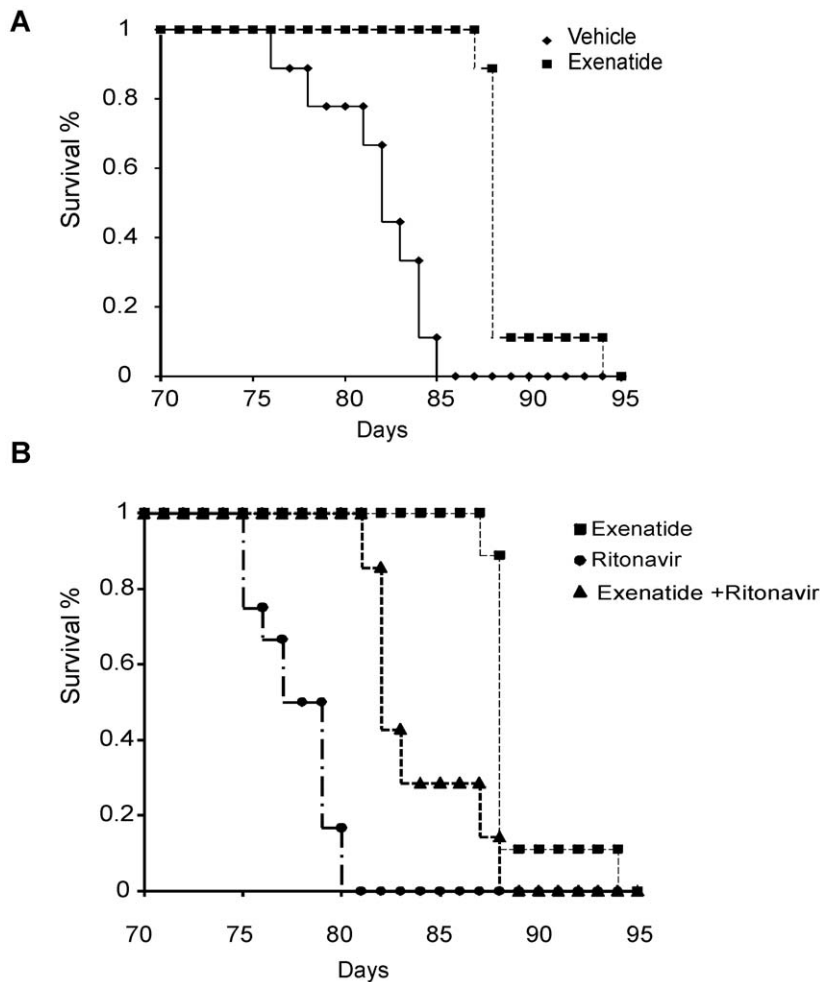 A
Survival %
1
0.8
0.6
0.4
0.2
0
70 75 80 85 90 95
Days
Vehicle
Exenatide
B
Survival %
1
0.8
0.6
0.4
0.2
0
70 75 80 85 90 95
Days
Exenatide
Ritonavir
Exenatide +Ritonavir